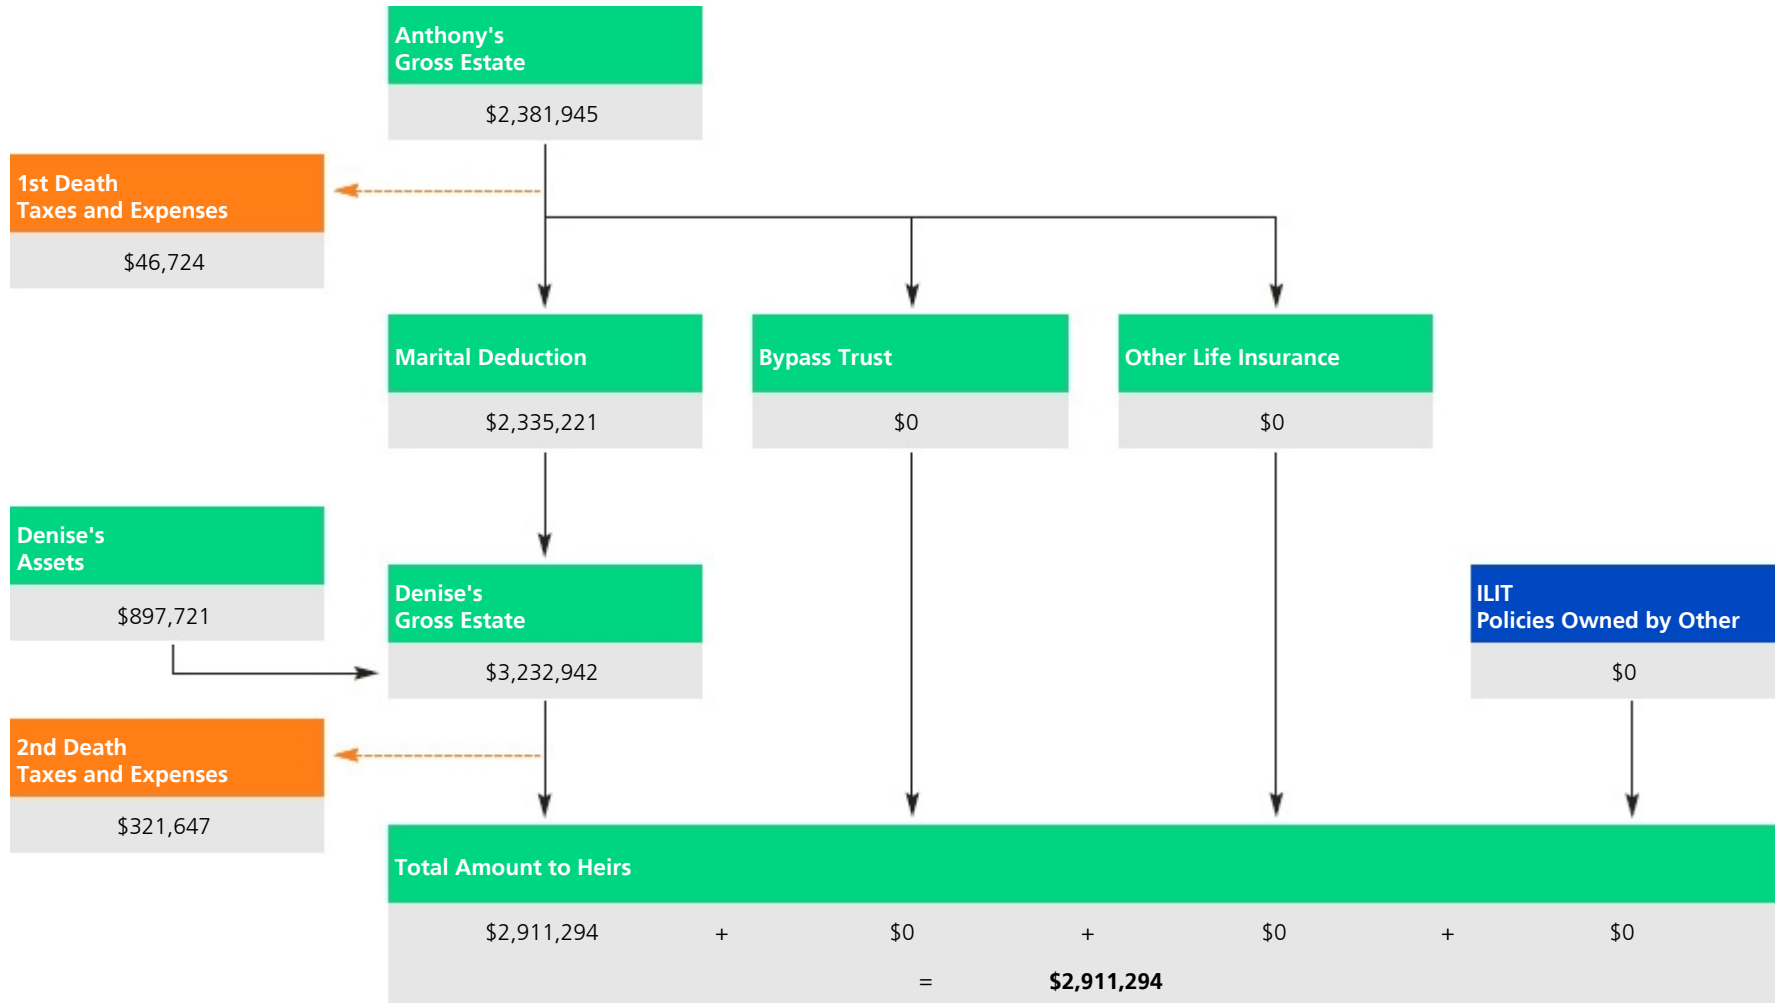 Anthony's
Gross Estate
$2,381,945
1st Death
Taxes and Expenses
$46,724
Marital Deduction
$2,335,221
Bypass Trust
$0
Other Life Insurance
$0
Denise's
Assets
$897,721
Denise's
Gross Estate
$3,232,942
ILIT
Policies Owned by Other
$0
2nd Death
Taxes and Expenses
$321,647
Total Amount to Heirs
$2,911,294 + $0 + $0 + $0
= $2,911,294